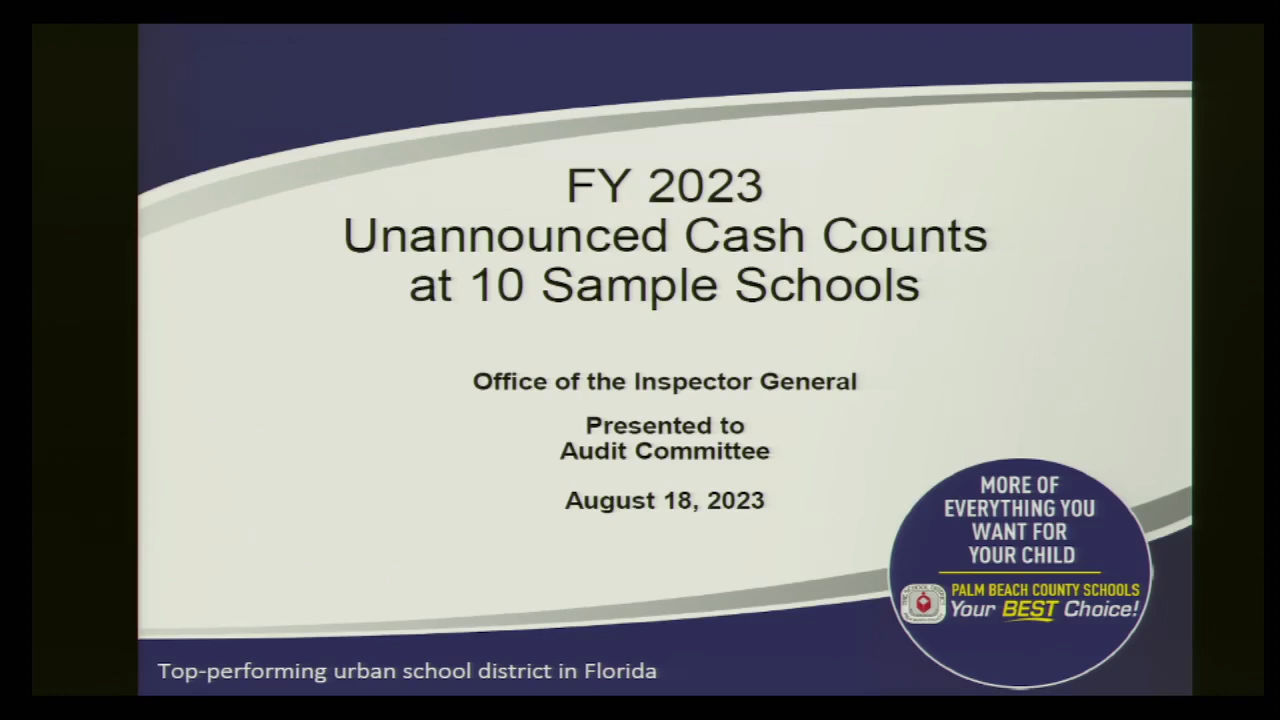 FY 2023
Unannounced Cash Counts
at 10 Sample Schools
Office of the Inspector General
Presented to
Audit Committee
August 18, 2023
MORE OF
EVERYTHING YOU
WANT FOR
YOUR CHILD
PALM BEACH COUNTY SCHOOLS
Your BEST Choice!
Top-performing urban school district in Florida